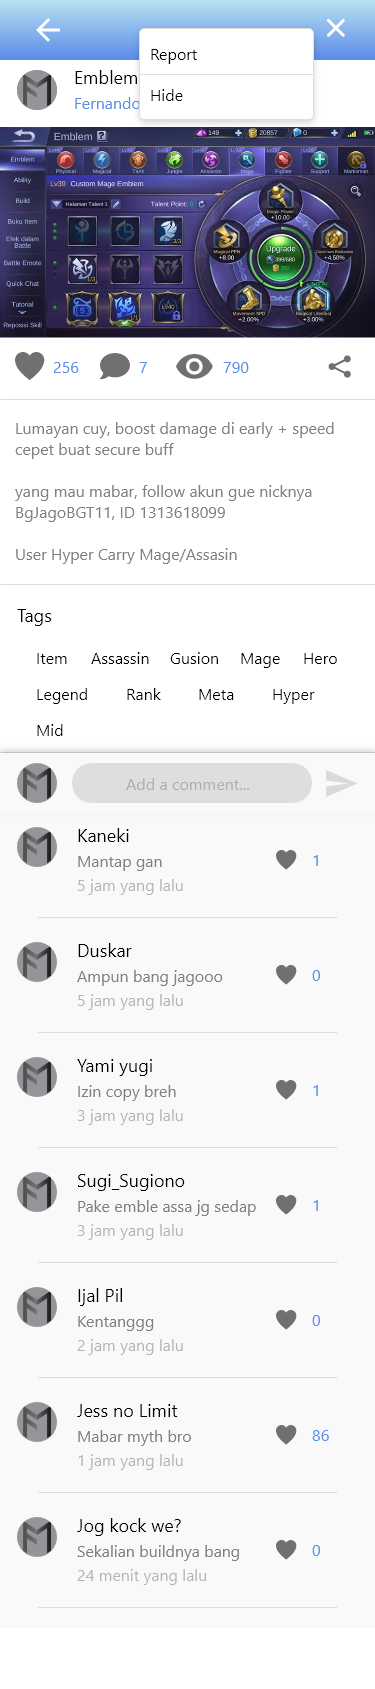 Report
Hide
Emblem
Fernando
Emblem ?
149
20857
0
Physical
Magical
Tank
Jungle
Assassin
Mage
Fighter
Support
Marksman
Emblem
Ability
Build
Buku Item
Efek dalam Battle
Battle Emote
Quick Chat
Tutorial
Reposisi Skill
Lv39 Custom Mage Emblem
Halaman Talent 1
Talent Point: 0
3/3
1/3
Lv40
Magic Power
+10.00
Magical PEN
+8.00
+4.50%
Upgrade
399/680
Movement SPD
+2.00%
Magical Lifesteal
+3.00%
256
7
790
Lumayan cuy, boost damage di early + speed
cepet buat secure buff
yang mau mabar, follow akun gue nicknya
BgJagoBGT11, ID 1313618099
User Hyper Carry Mage/Assasin
Tags
Item Assassin Gusion Mage Hero
Legend Rank Meta Hyper
Mid
Add a comment...
Kaneki
Mantap gan
1
5 jam yang lalu
Duskar
Ampun bang jagooo
0
5 jam yang lalu
Yami yugi
Izin copy breh
1
3 jam yang lalu
Sugi_Sugiono
Pake emble assa jg sedap
1
3 jam yang lalu
Ijal Pil
Kentanggg
0
2 jam yang lalu
Jess no Limit
Mabar myth bro
86
1 jam yang lalu
Jog kock we?
Sekalian buildnya bang
0
24 menit yang lalu